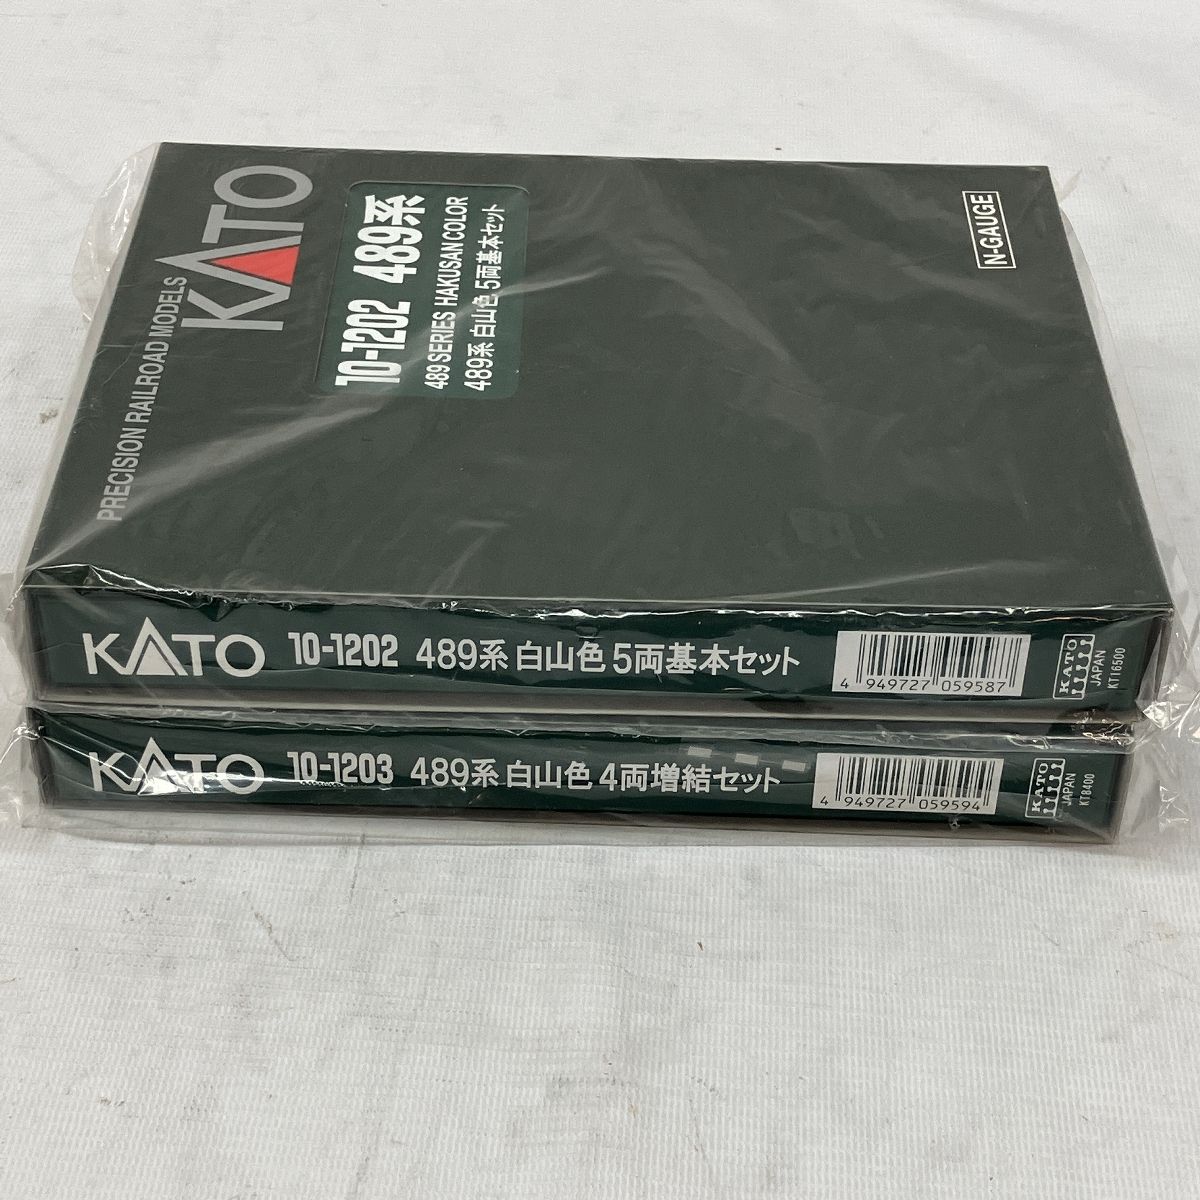 PRECISION RAILROAD MODELS
KATO
10-1202 489系
489 SERIES HAKUSAN COLOR
489系 白山色 5両基本セット
N-GAUGE
KATO 10-1202 489系 白山色 5両基本セット
4 949727 059587
KATO
JAPAN
KT16500
KATO 10-1203 489系 白山色 4両増結セット
4 949727 059594
KATO
JAPAN
KT8400